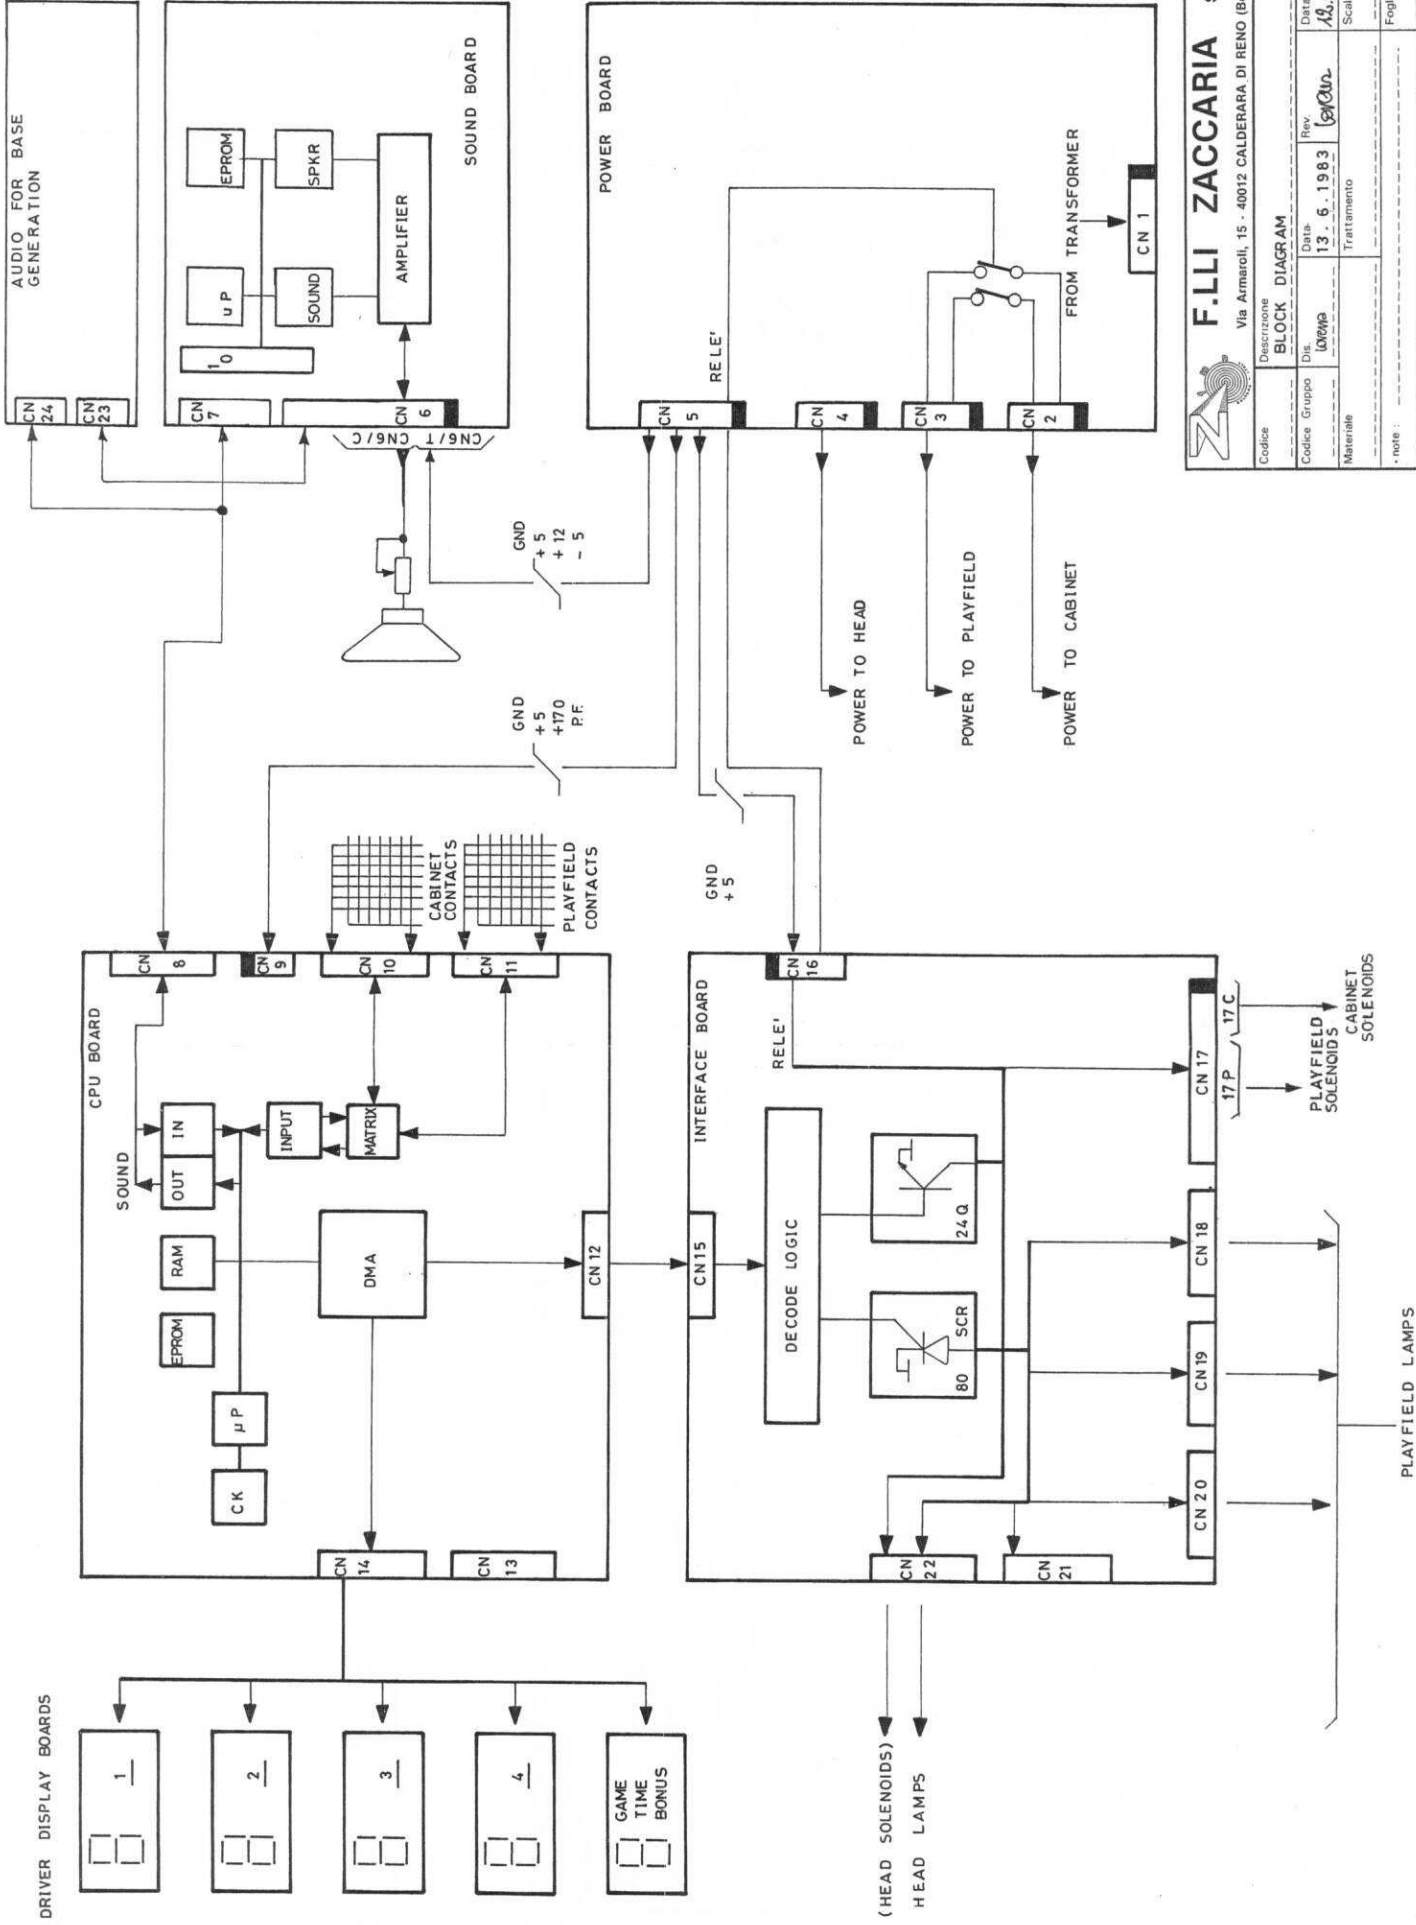 DRIVER DISPLAY BOARDS
1
2
3
4
GAME
TIME
BONUS
CPU BOARD
SOUND
CN
14
CN
13
CK
µP
EPROM
RAM
OUT
IN
DMA
INPUT
MATRIX
CN 12
CN
8
CN
9
CN
10
CN
11
CABINET
CONTACTS
PLAYFIELD
CONTACTS
GND
+ 5
+170
P.F.
GND
+ 5
+ 12
- 5
GND
+ 5
AUDIO FOR BASE
GENERATION
CN
24
CN
23
SOUND BOARD
CN
7
CN
6
CN6/C
CN6/T
10
uP
EPROM
SOUND
SPKR
AMPLIFIER
POWER BOARD
RELE'
CN
5
CN
4
CN
3
CN
2
FROM TRANSFORMER
CN 1
POWER TO HEAD
POWER TO PLAYFIELD
POWER TO CABINET
INTERFACE BOARD
CN15
CN
16
RELE'
DECODE LOGIC
80
SCR
24Q
CN
22
CN
21
CN 20
CN19
CN 18
CN 17
17 P
17 C
PLAYFIELD
SOLENOIDS
CABINET
SOLENOIDS
(HEAD SOLENOIDS)
HEAD LAMPS
PLAYFIELD LAMPS
F.LLI ZACCARIA
Via Armaroli, 15 - 40012 CALDERARA DI RENO
Codice
Descrizione
BLOCK DIAGRAM
Codice Gruppo
Dis.
Data
13. 6. 1983
Rev.
Data
12.
Materiale
Trattamento
note :